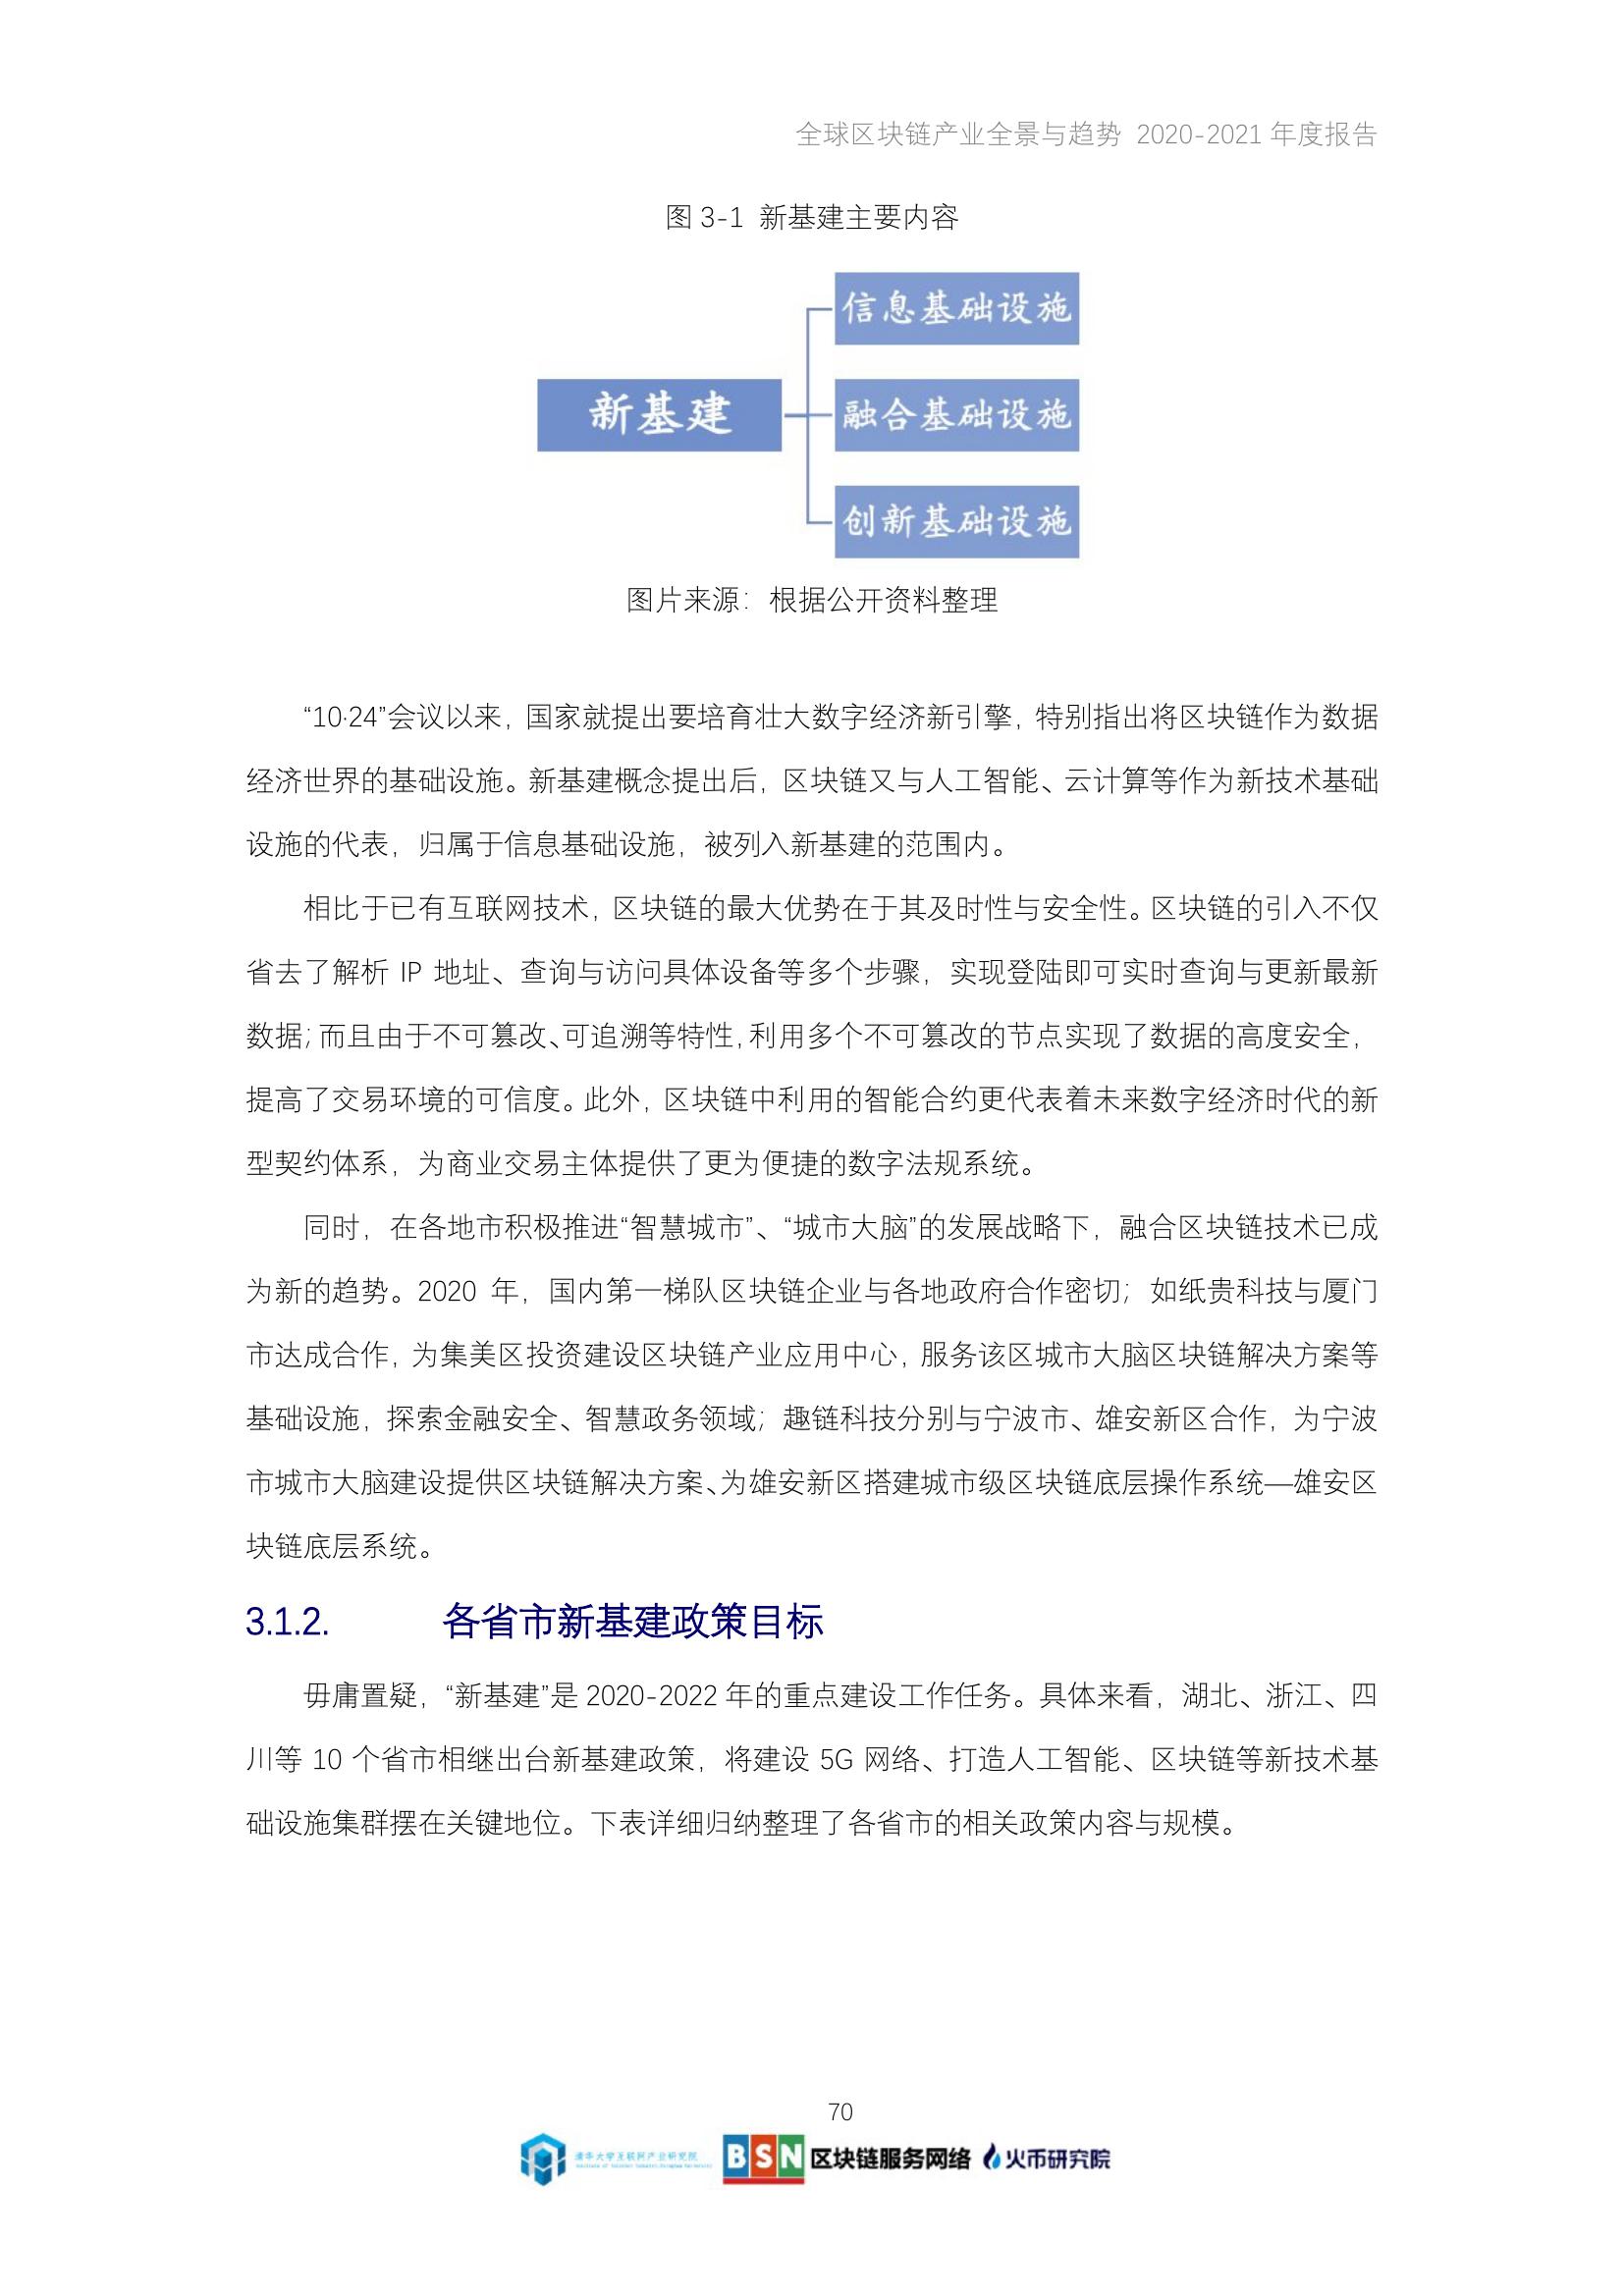 全球区块链产业全景与趋势 2020-2021 年度报告
图 3-1 新基建主要内容
信息基础设施
新基建
融合基础设施
创新基础设施
图片来源：根据公开资料整理
“10·24”会议以来，国家就提出要培育壮大数字经济新引擎，特别指出将区块链作为数据
经济世界的基础设施。新基建概念提出后，区块链又与人工智能、云计算等作为新技术基础
设施的代表，归属于信息基础设施，被列入新基建的范围内。
相比于已有互联网技术，区块链的最大优势在于其及时性与安全性。区块链的引入不仅
省去了解析 IP 地址、查询与访问具体设备等多个步骤，实现登陆即可实时查询与更新最新
数据；而且由于不可篡改、可追溯等特性，利用多个不可篡改的节点实现了数据的高度安全，
提高了交易环境的可信度。此外，区块链中利用的智能合约更代表着未来数字经济时代的新
型契约体系，为商业交易主体提供了更为便捷的数字法规系统。
同时，在各地市积极推进“智慧城市”、“城市大脑”的发展战略下，融合区块链技术已成
为新的趋势。2020 年，国内第一梯队区块链企业与各地政府合作密切；如纸贵科技与厦门
市达成合作，为集美区投资建设区块链产业应用中心，服务该区城市大脑区块链解决方案等
基础设施，探索金融安全、智慧政务领域；趣链科技分别与宁波市、雄安新区合作，为宁波
市城市大脑建设提供区块链解决方案、为雄安新区搭建城市级区块链底层操作系统—雄安区
块链底层系统。
3.1.2. 各省市新基建政策目标
毋庸置疑，“新基建”是 2020-2022 年的重点建设工作任务。具体来看，湖北、浙江、四
川等 10 个省市相继出台新基建政策，将建设 5G 网络、打造人工智能、区块链等新技术基
础设施集群摆在关键地位。下表详细归纳整理了各省市的相关政策内容与规模。
70
清华大学互联网产业研究院
BSN 区块链服务网络 火币研究院